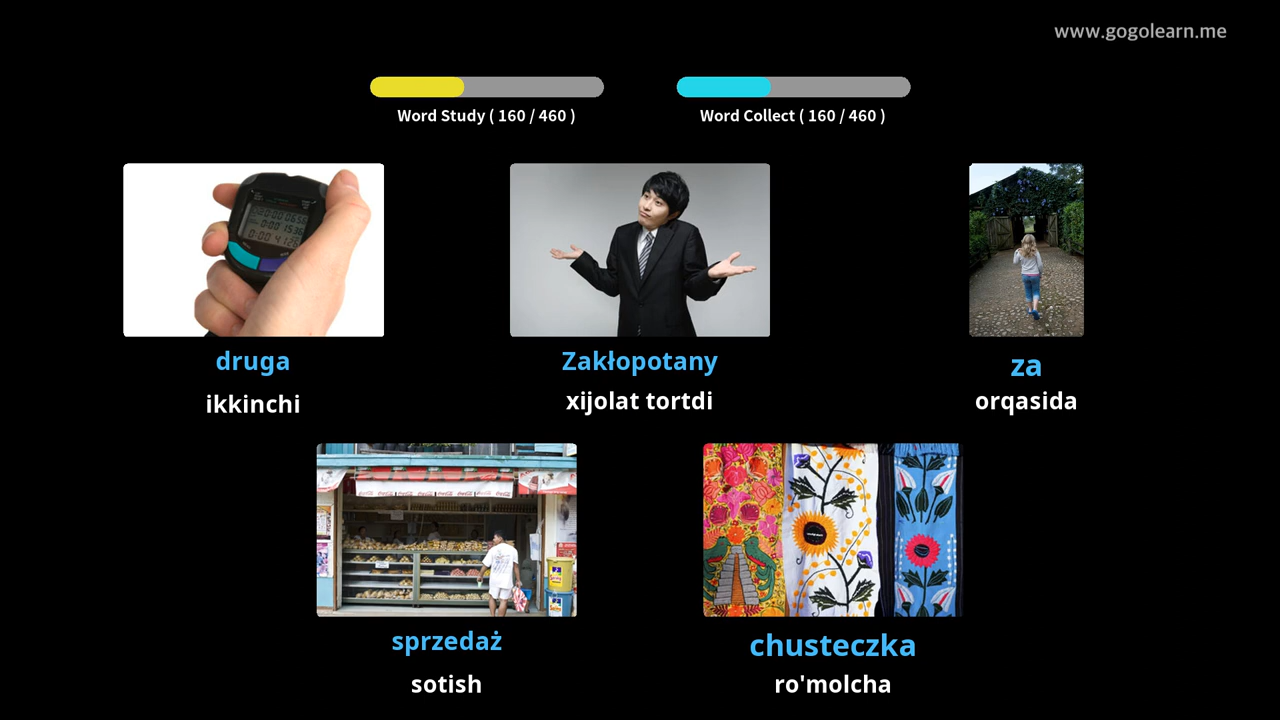 www.gogolearn.me
Word Study ( 160 / 460 )
Word Collect ( 160 / 460 )
druga
Zakłopotany
za
ikkinchi
xijolat tortdi
orqasida
sprzedaż
chusteczka
sotish
ro'molcha